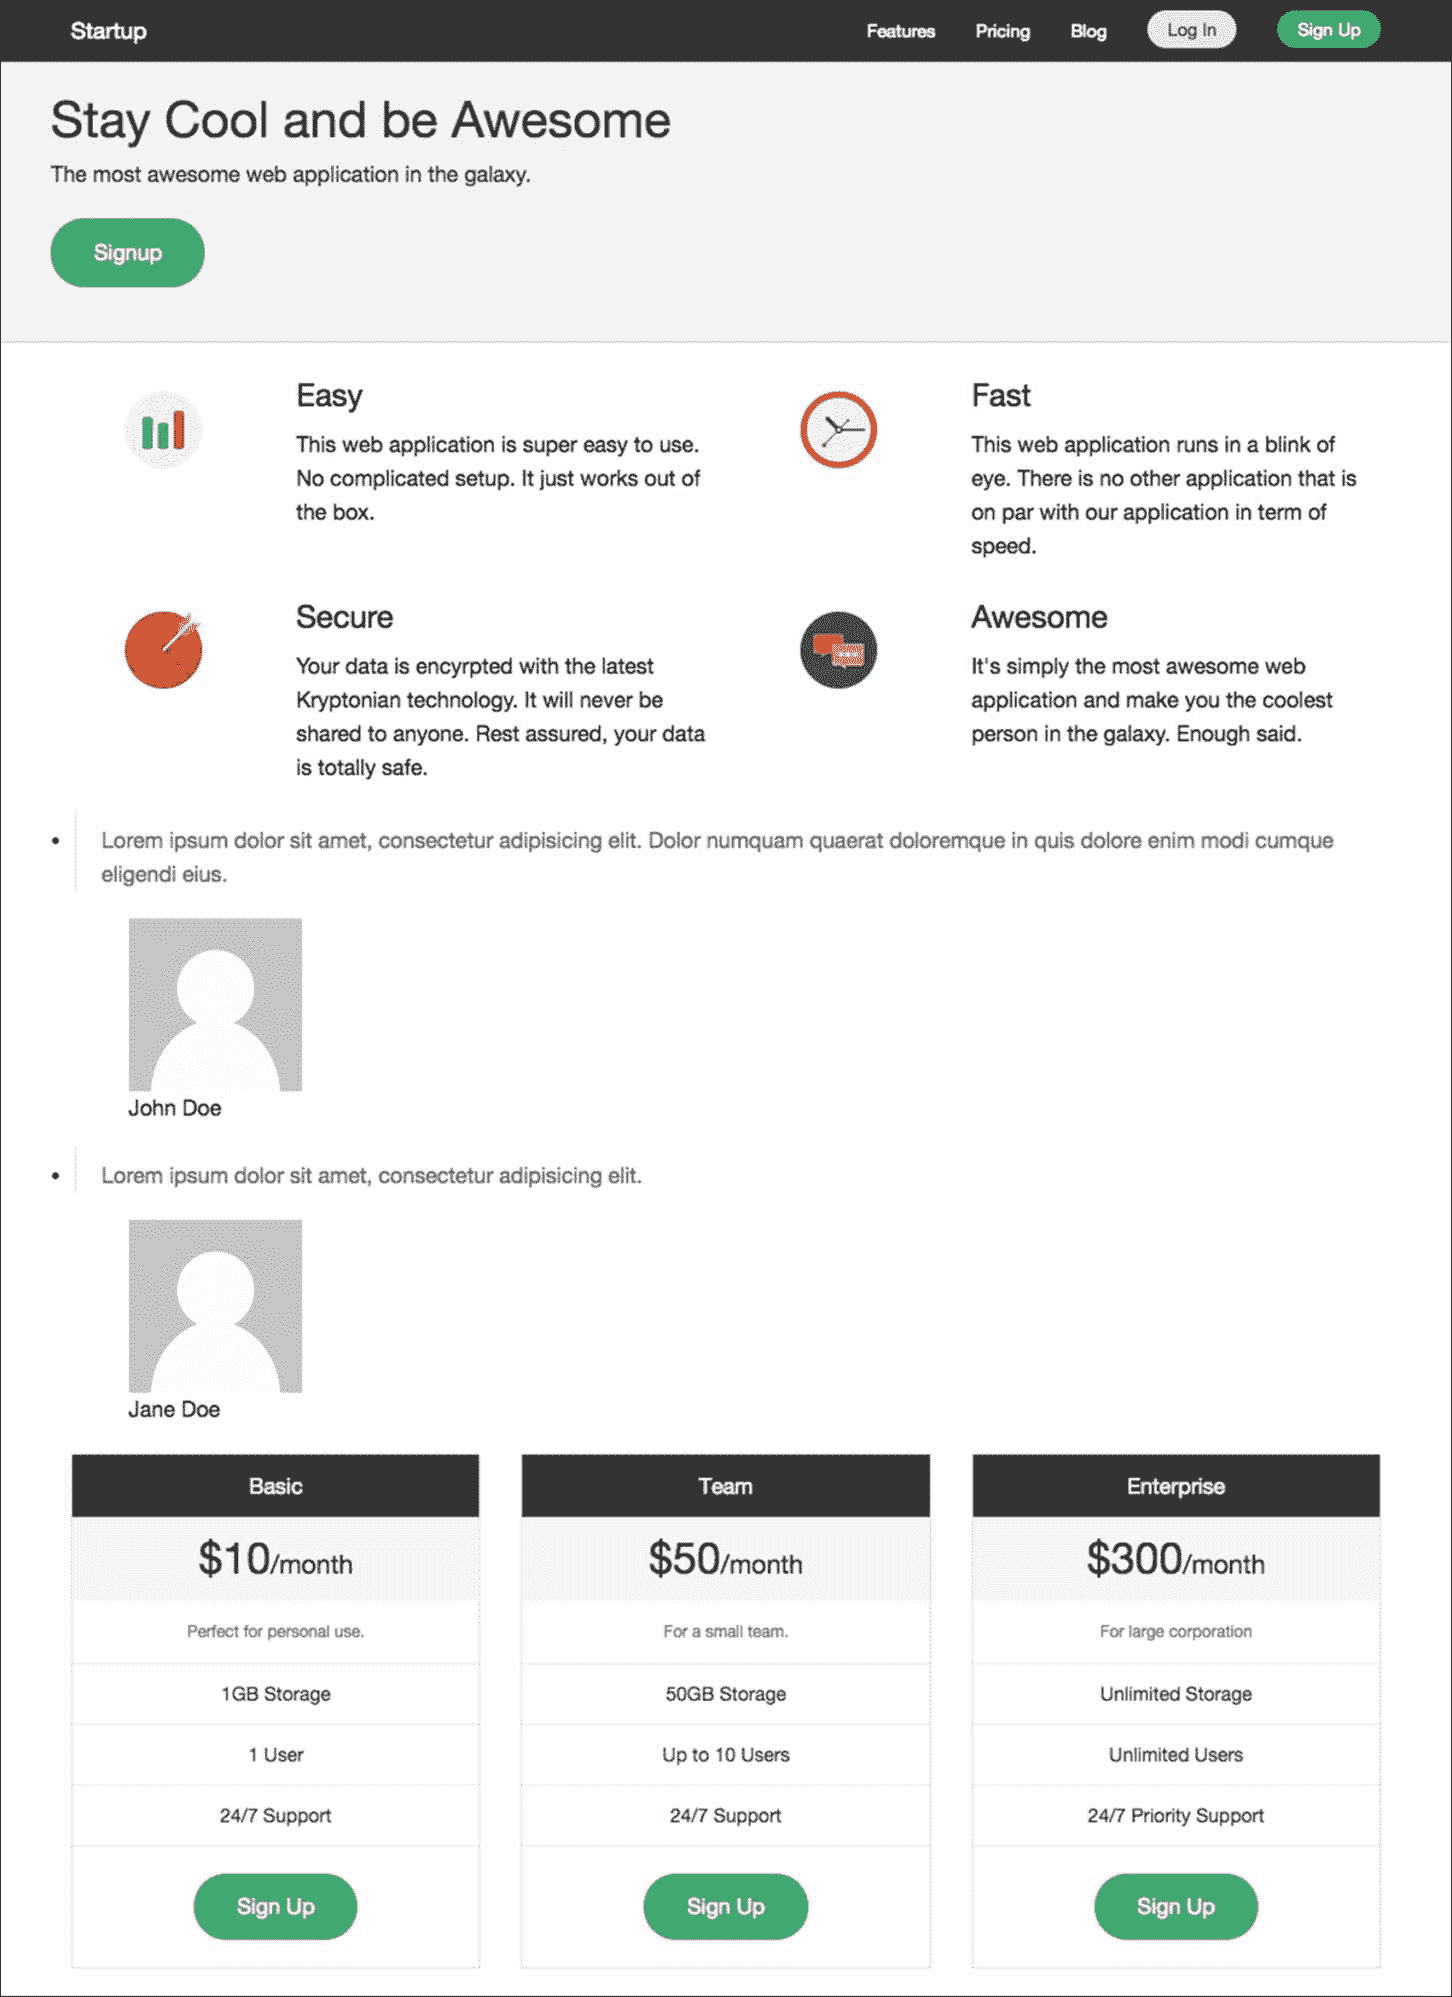 Startup
Features
Pricing
Blog
Log In
Sign Up
Stay Cool and be Awesome
The most awesome web application in the galaxy.
Signup
Easy
This web application is super easy to use.
No complicated setup. It just works out of
the box.
Fast
This web application runs in a blink of
eye. There is no other application that is
on par with our application in term of
speed.
Secure
Your data is encyrpted with the latest
Kryptonian technology. It will never be
shared to anyone. Rest assured, your data
is totally safe.
Awesome
It's simply the most awesome web
application and make you the coolest
person in the galaxy. Enough said.
• Lorem ipsum dolor sit amet, consectetur adipisicing elit. Dolor numquam quaerat doloremque in quis dolore enim modi cumque
eligendi eius.
John Doe
• Lorem ipsum dolor sit amet, consectetur adipisicing elit.
Jane Doe
Basic
$10/month
Perfect for personal use.
1GB Storage
1 User
24/7 Support
Sign Up
Team
$50/month
For a small team.
50GB Storage
Up to 10 Users
24/7 Support
Sign Up
Enterprise
$300/month
For large corporation
Unlimited Storage
Unlimited Users
24/7 Priority Support
Sign Up